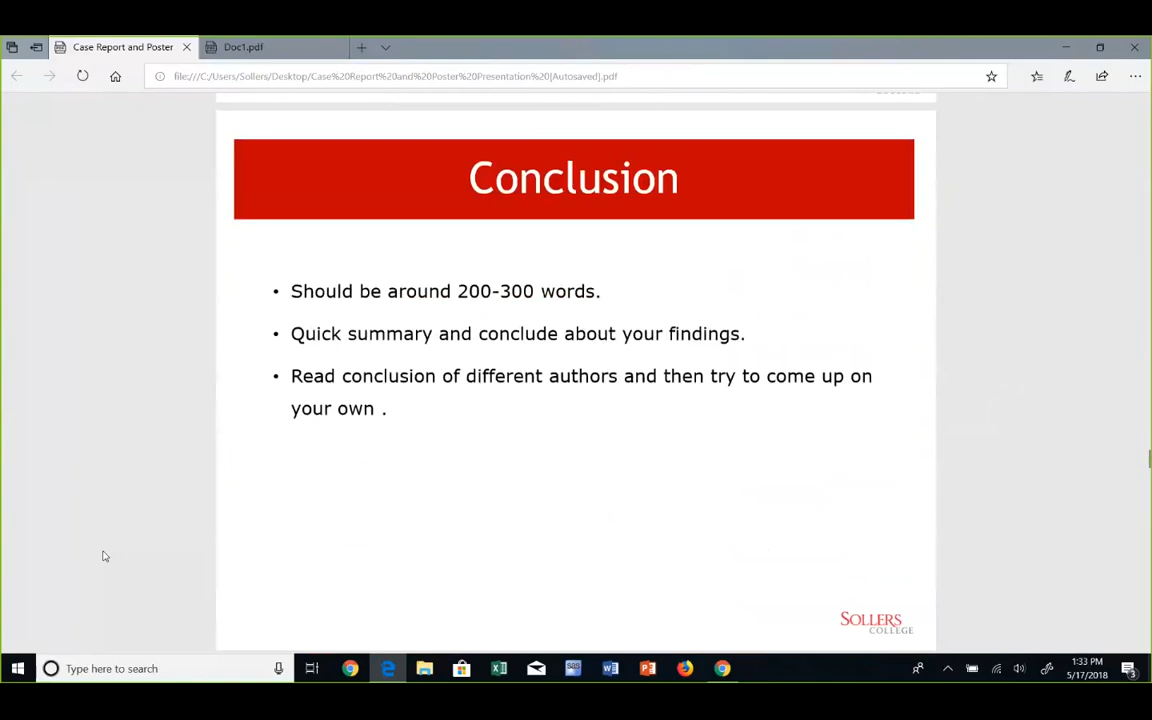 Case Report and Poster
Doc1.pdf
file:///C:/Users/Sollers/Desktop/Case%20Report%20and%20Poster%20Presentation%20[Autosaved].pdf
Conclusion
• Should be around 200-300 words.
• Quick summary and conclude about your findings.
• Read conclusion of different authors and then try to come up on
your own .
SOLLERS
COLLEGE
Type here to search
1:33 PM
5/17/2018